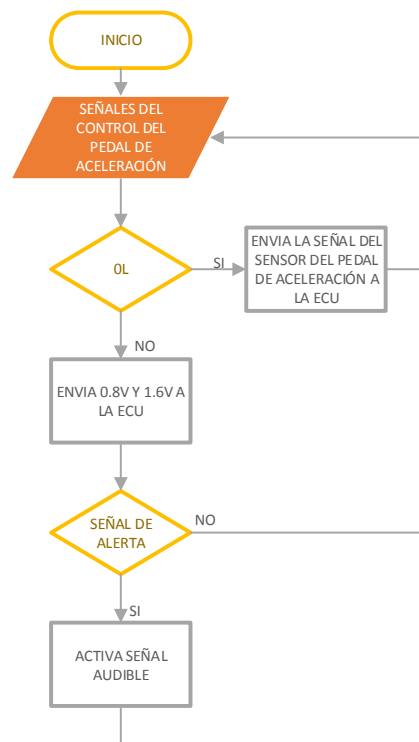 INICIO
SEÑALES DEL
CONTROL DEL
PEDAL DE
ACELERACIÓN
0L
SI
ENVIA LA SEÑAL DEL
SENSOR DEL PEDAL
DE ACELERACIÓN A
LA ECU
NO
ENVIA 0.8V Y 1.6V A
LA ECU
SEÑAL DE
ALERTA
NO
SI
ACTIVA SEÑAL
AUDIBLE